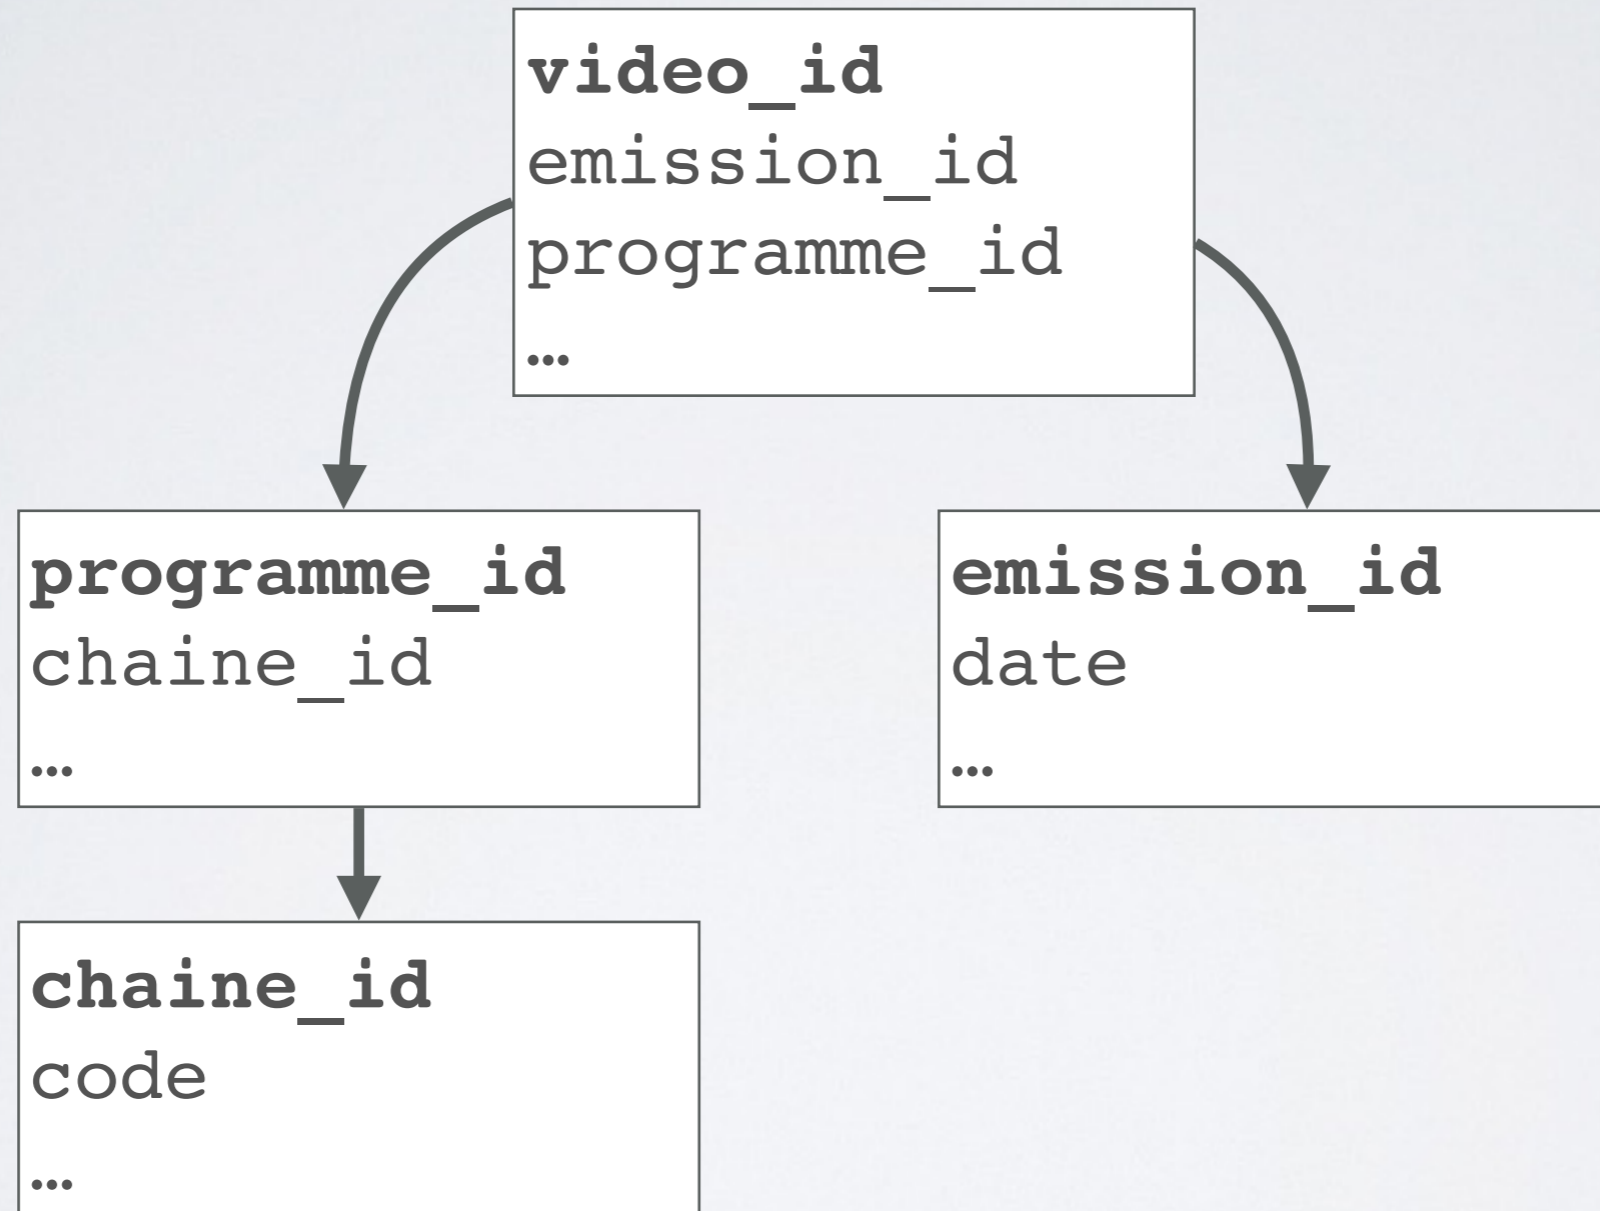 video_id
emission_id
programme_id
…
programme_id
chaine_id
…
emission_id
date
…
chaine_id
code
…